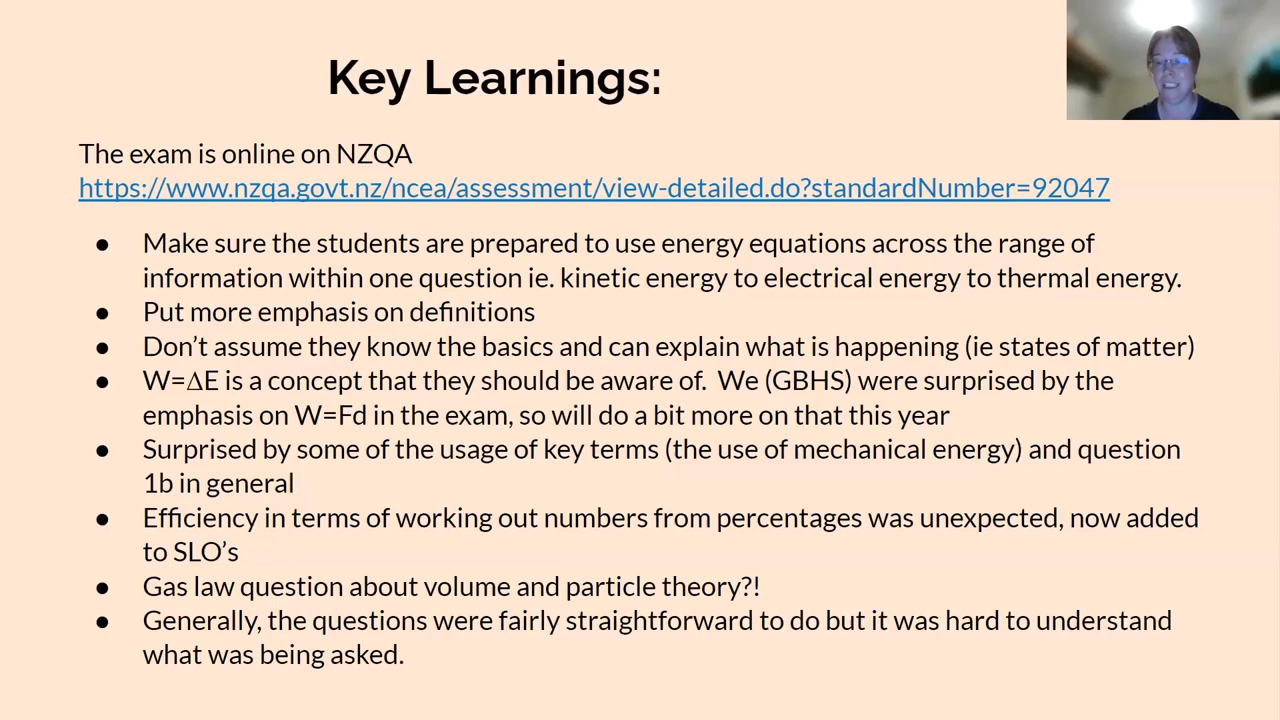 Key Learnings:
The exam is online on NZQA
https://www.nzqa.govt.nz/ncea/assessment/view-detailed.do?standardNumber=92047
● Make sure the students are prepared to use energy equations across the range of
information within one question ie. kinetic energy to electrical energy to thermal energy.
● Put more emphasis on definitions
● Don’t assume they know the basics and can explain what is happening (ie states of matter)
● W=ΔE is a concept that they should be aware of.  We (GBHS) were surprised by the
emphasis on W=Fd in the exam, so will do a bit more on that this year
● Surprised by some of the usage of key terms (the use of mechanical energy) and question
1b in general
● Efficiency in terms of working out numbers from percentages was unexpected, now added
to SLO’s
● Gas law question about volume and particle theory?!
● Generally, the questions were fairly straightforward to do but it was hard to understand
what was being asked.